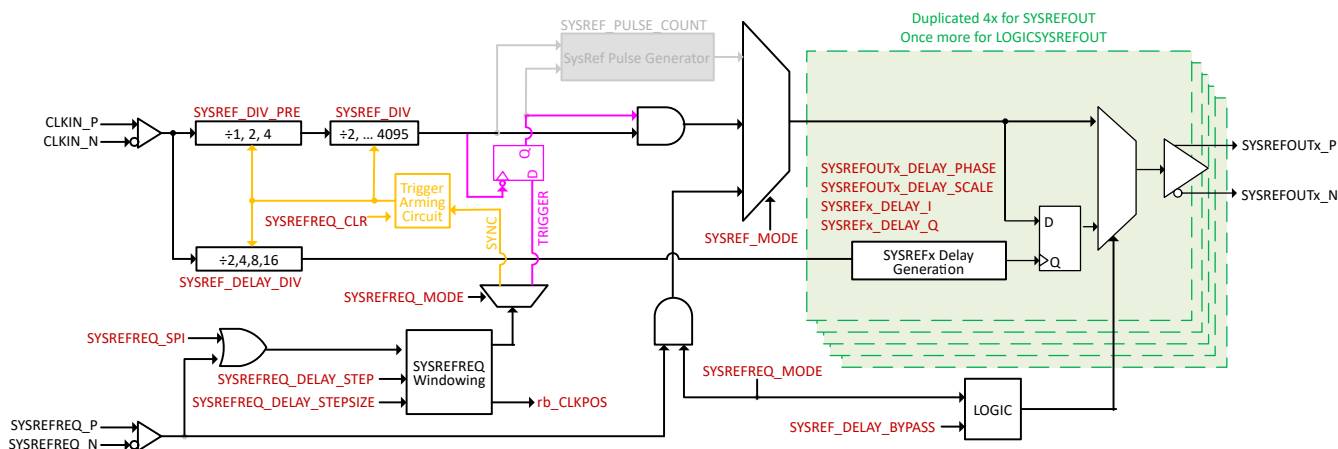 Duplicated 4x for SYSREFOUT
Once more for LOGICSYSREFOUT
SYSREF_PULSE_COUNT
SysRef Pulse Generator
SYSREF_DIV_PRE
SYSREF_DIV
CLKIN_P
CLKIN_N
÷1, 2, 4
÷2, ... 4095
Q
D
TRIGGER
SYNC
Trigger
Arming
Circuit
SYSREFREQ_CLR
÷2,4,8,16
SYSREF_DELAY_DIV
SYSREF_MODE
SYSREFOUTx_DELAY_PHASE
SYSREFOUTx_DELAY_SCALE
SYSREFx_DELAY_I
SYSREFx_DELAY_Q
SYSREFx Delay
Generation
D
Q
SYSREFOUTx_P
SYSREFOUTx_N
SYSREFREQ_MODE
SYSREFREQ_SPI
SYSREFREQ
Windowing
SYSREFREQ_DELAY_STEP
SYSREFREQ_DELAY_STEPSIZE
rb_CLKPOS
SYSREFREQ_MODE
LOGIC
SYSREF_DELAY_BYPASS
SYSREFREQ_P
SYSREFREQ_N